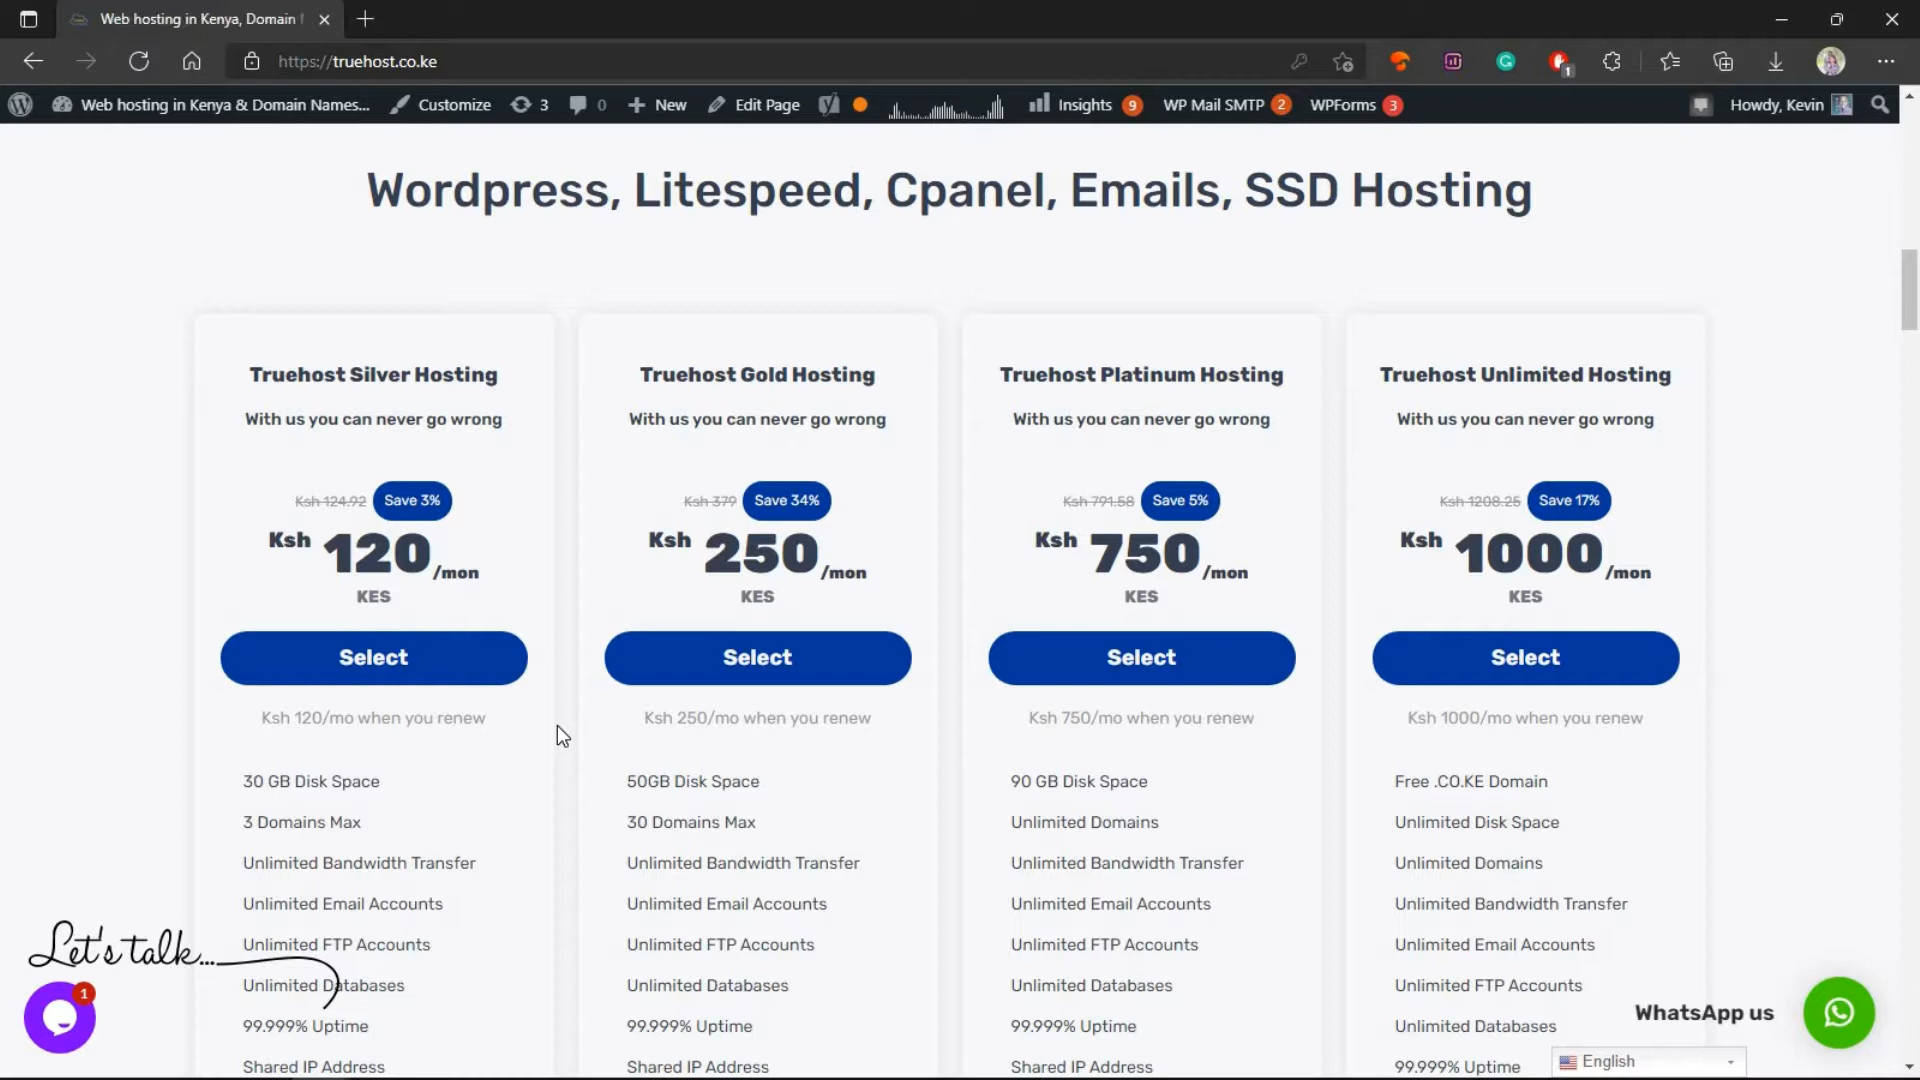 Web hosting in Kenya, Domain
https://truehost.co.ke
1
Web hosting in Kenya & Domain Names...
Customize
3
0
New
Edit Page
Insights 9
WP Mail SMTP 2
WPForms 3
Howdy, Kevin
Wordpress, Litespeed, Cpanel, Emails, SSD Hosting
Truehost Silver Hosting
With us you can never go wrong
Ksh 124.92 Save 3%
Ksh 120 /mon
KES
Select
Ksh 120/mo when you renew
30 GB Disk Space
3 Domains Max
Unlimited Bandwidth Transfer
Unlimited Email Accounts
Unlimited FTP Accounts
Unlimited Databases
99.999% Uptime
Shared IP Address
Truehost Gold Hosting
With us you can never go wrong
Ksh 379 Save 34%
Ksh 250 /mon
KES
Select
Ksh 250/mo when you renew
50GB Disk Space
30 Domains Max
Unlimited Bandwidth Transfer
Unlimited Email Accounts
Unlimited FTP Accounts
Unlimited Databases
99.999% Uptime
Shared IP Address
Truehost Platinum Hosting
With us you can never go wrong
Ksh 791.58 Save 5%
Ksh 750 /mon
KES
Select
Ksh 750/mo when you renew
90 GB Disk Space
Unlimited Domains
Unlimited Bandwidth Transfer
Unlimited Email Accounts
Unlimited FTP Accounts
Unlimited Databases
99.999% Uptime
Shared IP Address
Truehost Unlimited Hosting
With us you can never go wrong
Ksh 1208.25 Save 17%
Ksh 1000 /mon
KES
Select
Ksh 1000/mo when you renew
Free .CO.KE Domain
Unlimited Disk Space
Unlimited Domains
Unlimited Bandwidth Transfer
Unlimited Email Accounts
Unlimited FTP Accounts
Unlimited Databases
99.999% Uptime
Let's talk...
1
WhatsApp us
English